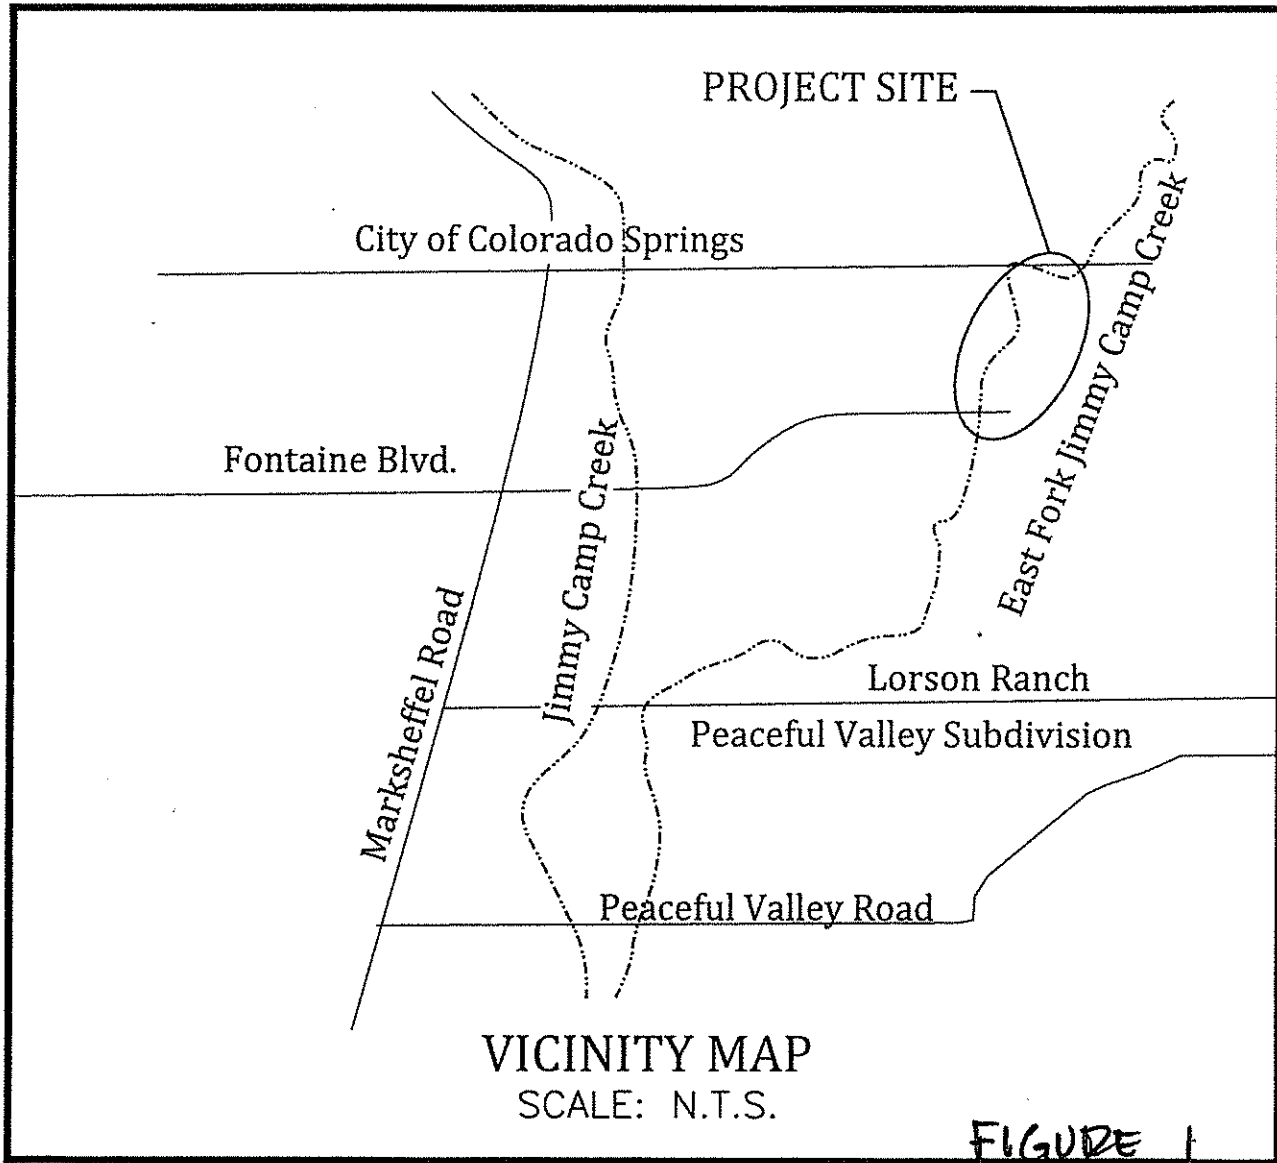 PROJECT SITE
City of Colorado Springs
East Fork Jimmy Camp Creek
Fontaine Blvd.
Jimmy Camp Creek
Marksheffel Road
Lorson Ranch
Peaceful Valley Subdivision
Peaceful Valley Road
VICINITY MAP
SCALE: N.T.S.
FIGURE 1